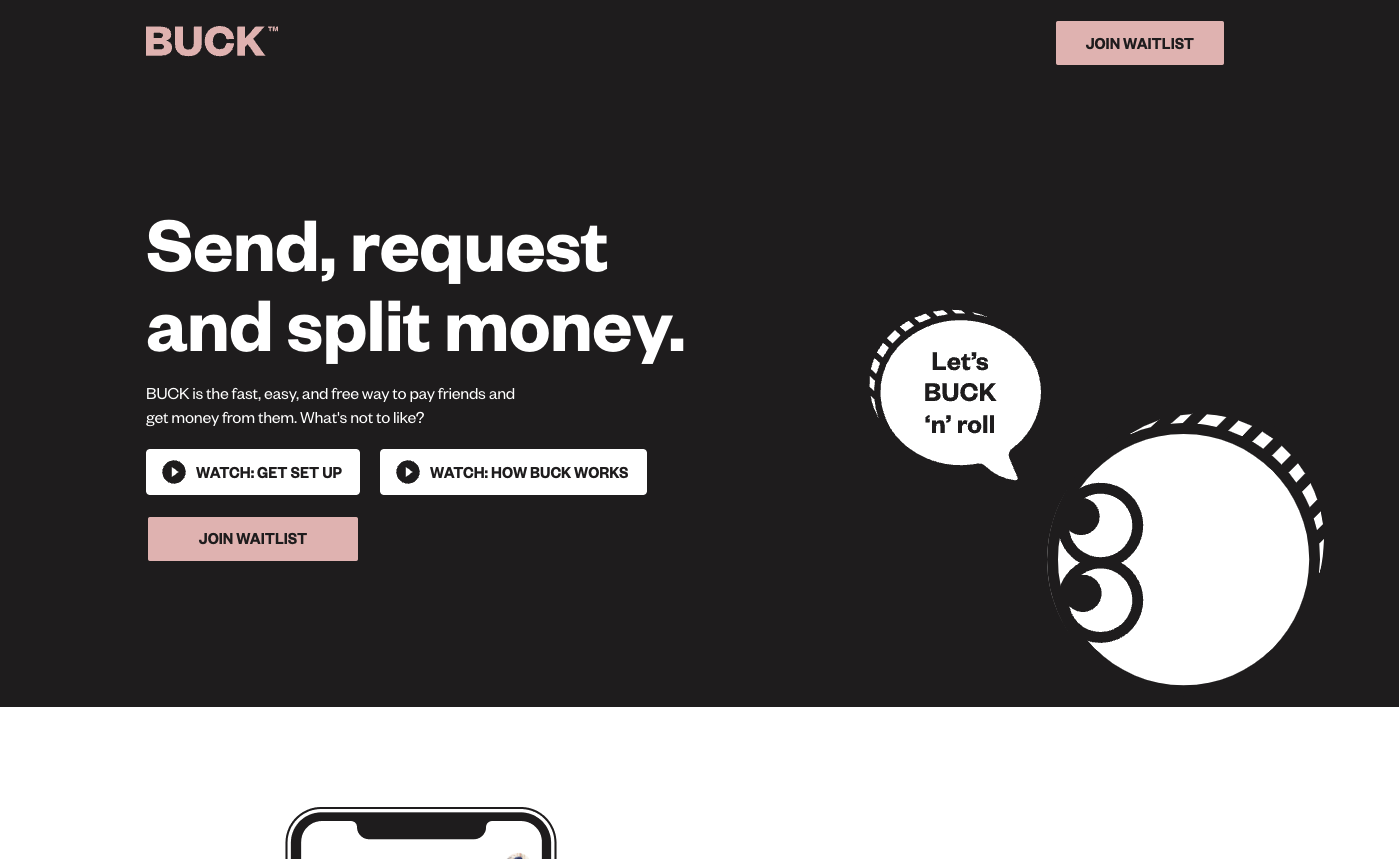 BUCK™
JOIN WAITLIST
Send, request
and split money.
BUCK is the fast, easy, and free way to pay friends and
get money from them. What's not to like?
WATCH: GET SET UP
WATCH: HOW BUCK WORKS
JOIN WAITLIST
Let’s
BUCK
‘n’ roll